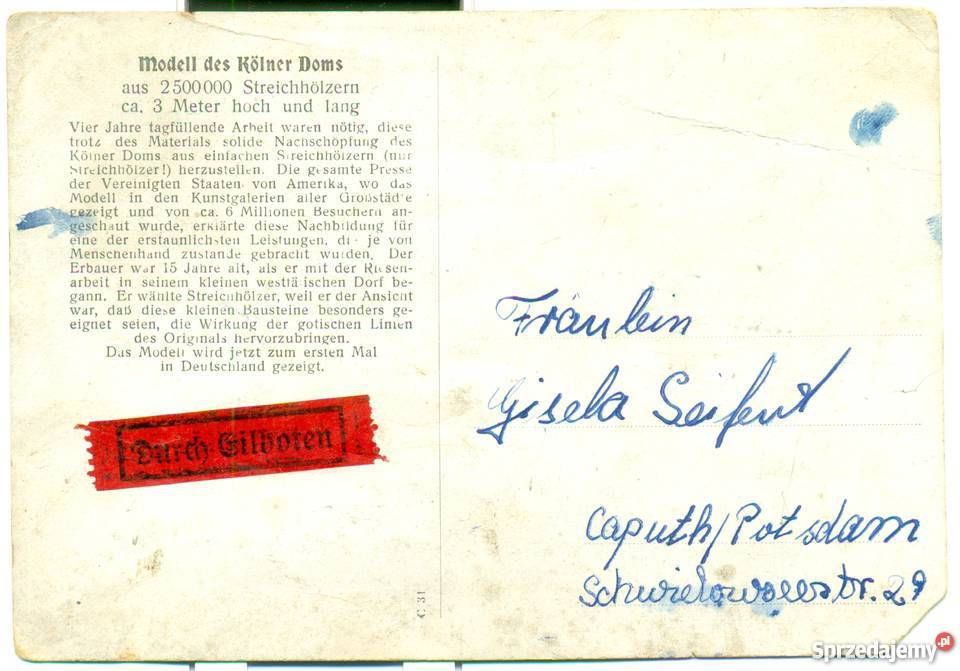 Modell des Kölner Doms
aus 2500000 Streichhölzern
ca. 3 Meter hoch und lang
Vier Jahre tagfüllende Arbeit waren nötig, diese
trotz des Materials solide Nachschöpfung des
Kölner Doms aus einfachen Streichhölzern (nur
Streichhölzer!) herzustellen. Die gesamte Presse
der Vereinigten Staaten von Amerika, wo das
Modell in den Kunstgalerien aller Großstädte
gezeigt und von ca. 6 Millionen Besuchern an-
geschaut wurde, erklärte diese Nachbildung für
eine der erstaunlichsten Leistungen, die je von
Menschenhand zustande gebracht wurden. Der
Erbauer war 15 Jahre alt, als er mit der Riesen-
arbeit in seinem kleinen westfälischen Dorf be-
gann. Er wählte Streichhölzer, weil er der Ansicht
war, daß diese kleinen Bausteine besonders ge-
eignet seien, die Wirkung der gotischen Linien
des Originals hervorzubringen.
Das Modell wird jetzt zum ersten Mal
in Deutschland gezeigt.
Durch Eilboten
C 31
Fräulein
Gisela Seifert
Caputh/Potsdam
29
Sprzedajemy.pl